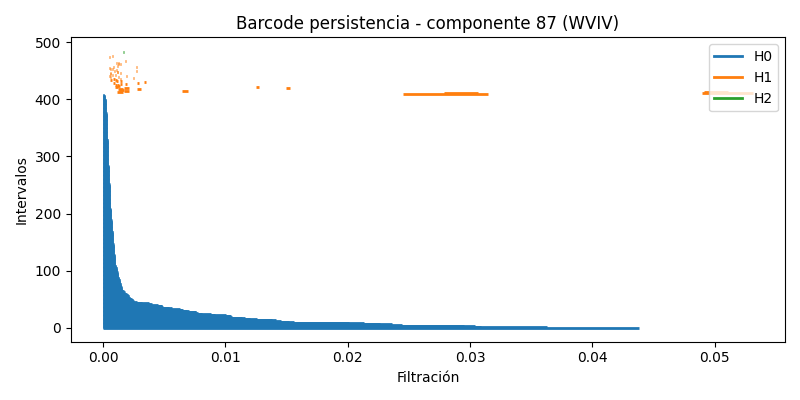 Barcode persistencia - componente 87 (WVIV)
500
400
300
200
100
0
Intervalos
0.00
0.01
0.02
0.03
0.04
0.05
Filtración
H0
H1
H2